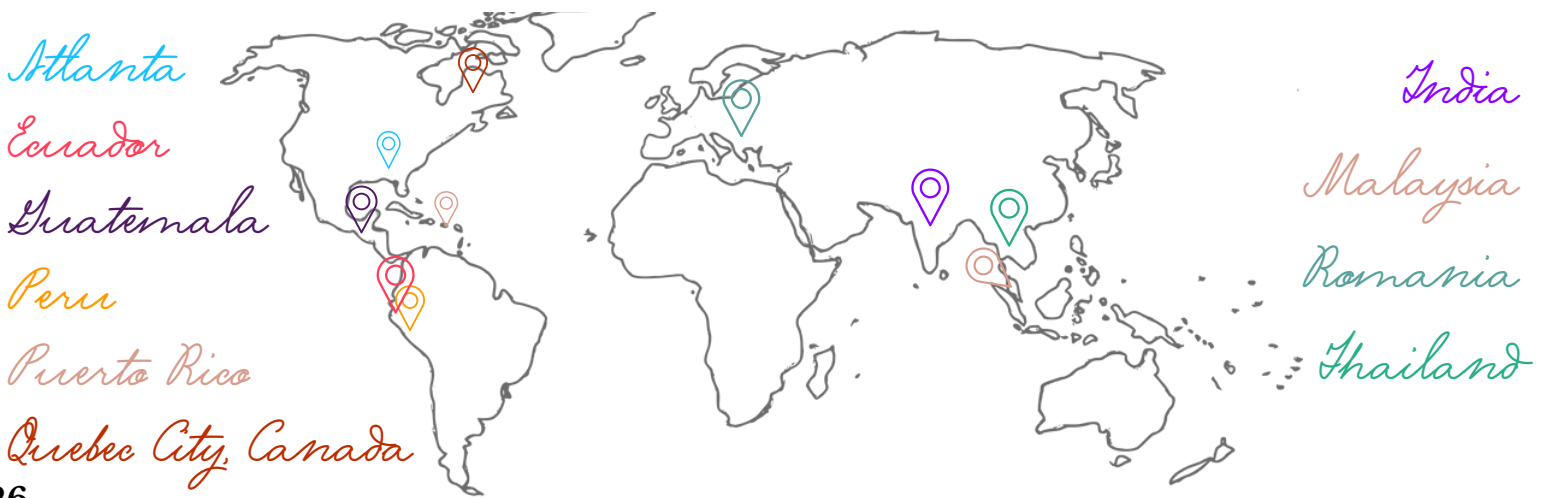 Atlanta
Ecuador
Guatemala
Peru
Puerto Rico
Quebec City, Canada
India
Malaysia
Romania
Thailand